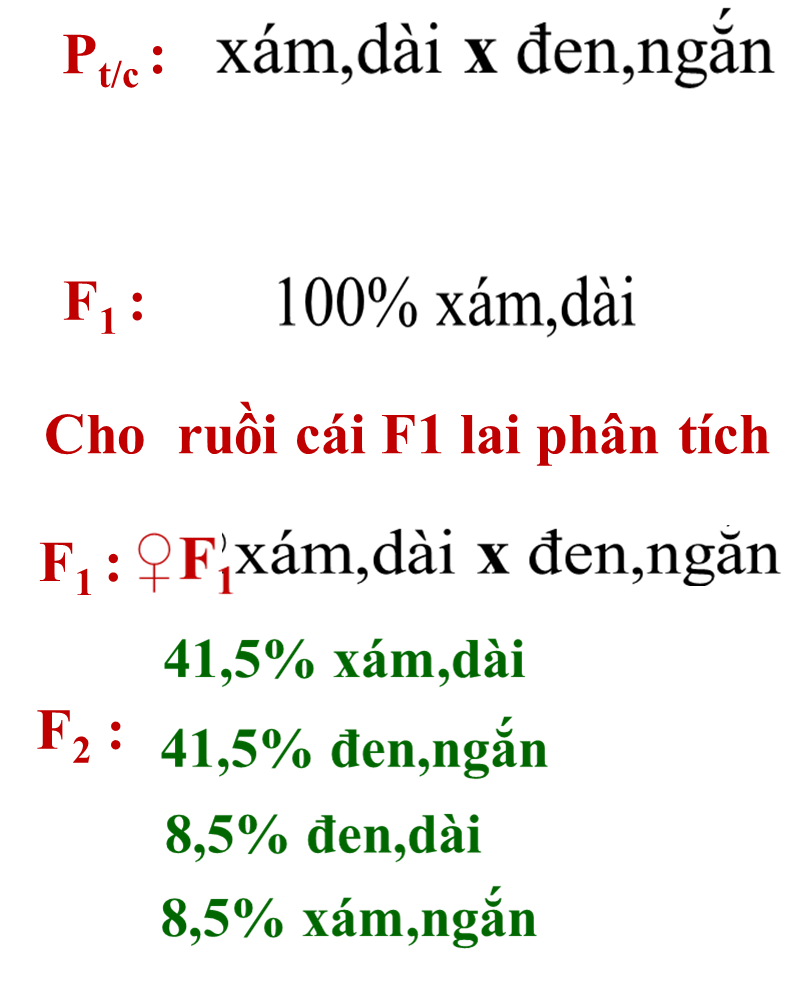 Pt/c : xám,dài x đen,ngắn
F1 : 100% xám,dài
Cho ruồi cái F1 lai phân tích
F1 : ♀F1 xám,dài x đen,ngắn
41,5% xám,dài
F2 :
41,5% đen,ngắn
8,5% đen,dài
8,5% xám,ngắn